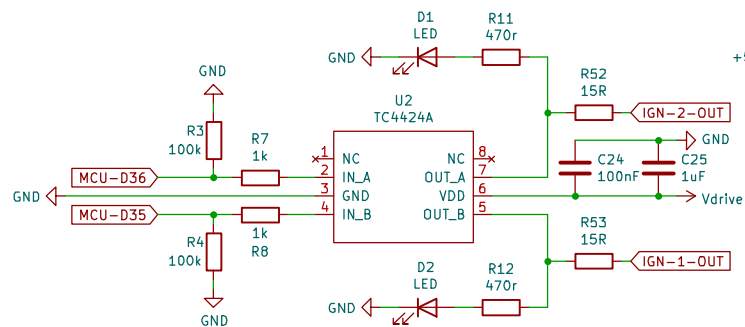 D1
LED
R11
470r
GND
+
GND
R52
15R
IGN-2-OUT
U2
TC4424A
R3
100k
R7
1k
MCU-D36
1 NC NC 8
2 IN_A OUT_A 7
3 GND VDD 6
4 IN_B OUT_B 5
GND
C24
100nF
C25
1uF
GND
Vdrive
MCU-D35
1k
R8
R4
100k
R53
15R
IGN-1-OUT
D2
LED
R12
470r
GND
GND